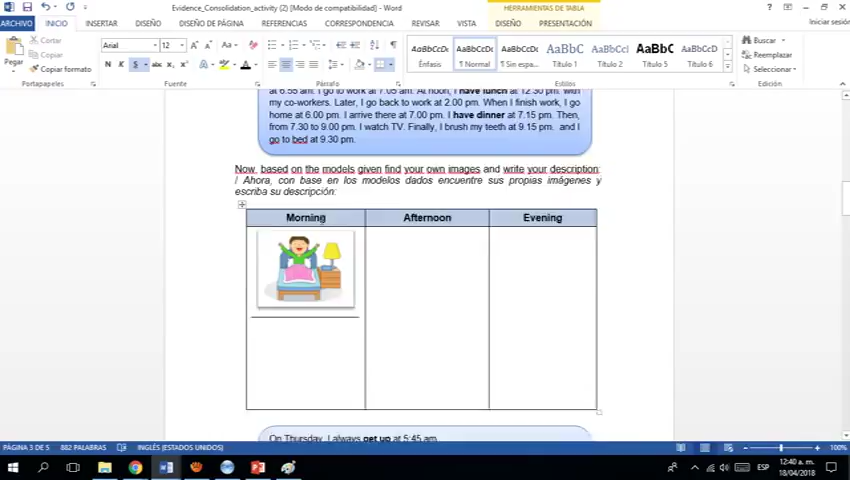 Evidence_Consolidation_activity (2) [Modo de compatibilidad] - Word
HERRAMIENTAS DE TABLA
ARCHIVO INICIO INSERTAR DISEÑO DISEÑO DE PÁGINA REFERENCIAS CORRESPONDENCIA REVISAR VISTA DISEÑO PRESENTACIÓN Iniciar sesión
Pegar
Cortar
Copiar
Copiar formato
Portapapeles
Arial 12
N K S abc
Fuente
Párrafo
AaBbCcDc AaBbCcDc AaBbCcDc AaBbC AaBbCcI AaBbCc AaBbCcD
Énfasis ¶ Normal ¶ Sin espa... Título 1 Título 2 Título 5 Título
Estilos
Buscar
Reemplazar
Seleccionar
Edición
at 6.55 am. I go to work at 7.05 am. At noon, I have lunch at 12.30 pm. with
my co-workers. Later, I go back to work at 2.00 pm. When I finish work, I go
home at 6.00 pm. I arrive there at 7.00 pm. I have dinner at 7.15 pm. Then,
from 7.30 to 9.00 pm. I watch TV. Finally, I brush my teeth at 9.15 pm. and I
go to bed at 9.30 pm.
Now, based on the models given find your own images and write your description:
/ Ahora, con base en los modelos dados encuentre sus propias imágenes y
escriba su descripción:
Morning Afternoon Evening
On Thursday, I always get up at 5:45 am.
PÁGINA 3 DE 5 882 PALABRAS INGLÉS (ESTADOS UNIDOS) 100%
ESP
12:40 a. m.
18/04/2018